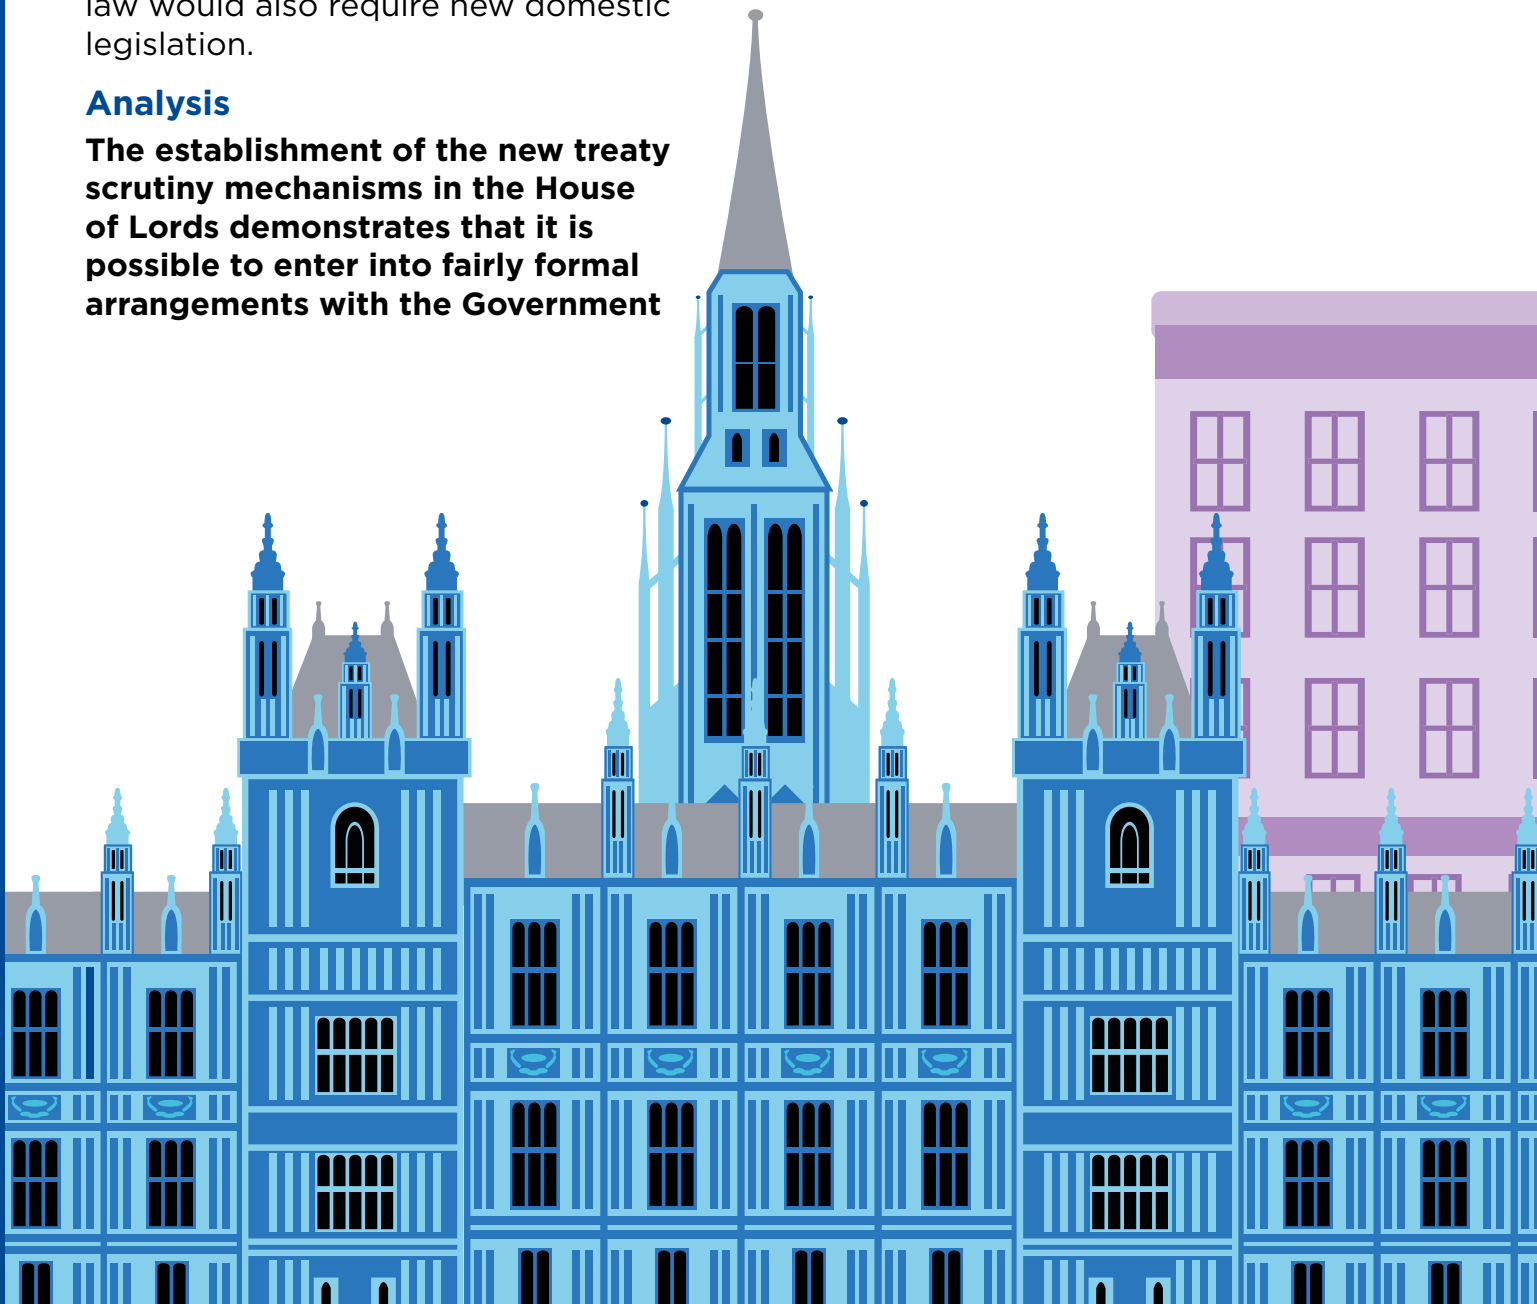 law would also require new domestic
legislation.
Analysis
The establishment of the new treaty
scrutiny mechanisms in the House
of Lords demonstrates that it is
possible to enter into fairly formal
arrangements with the Government